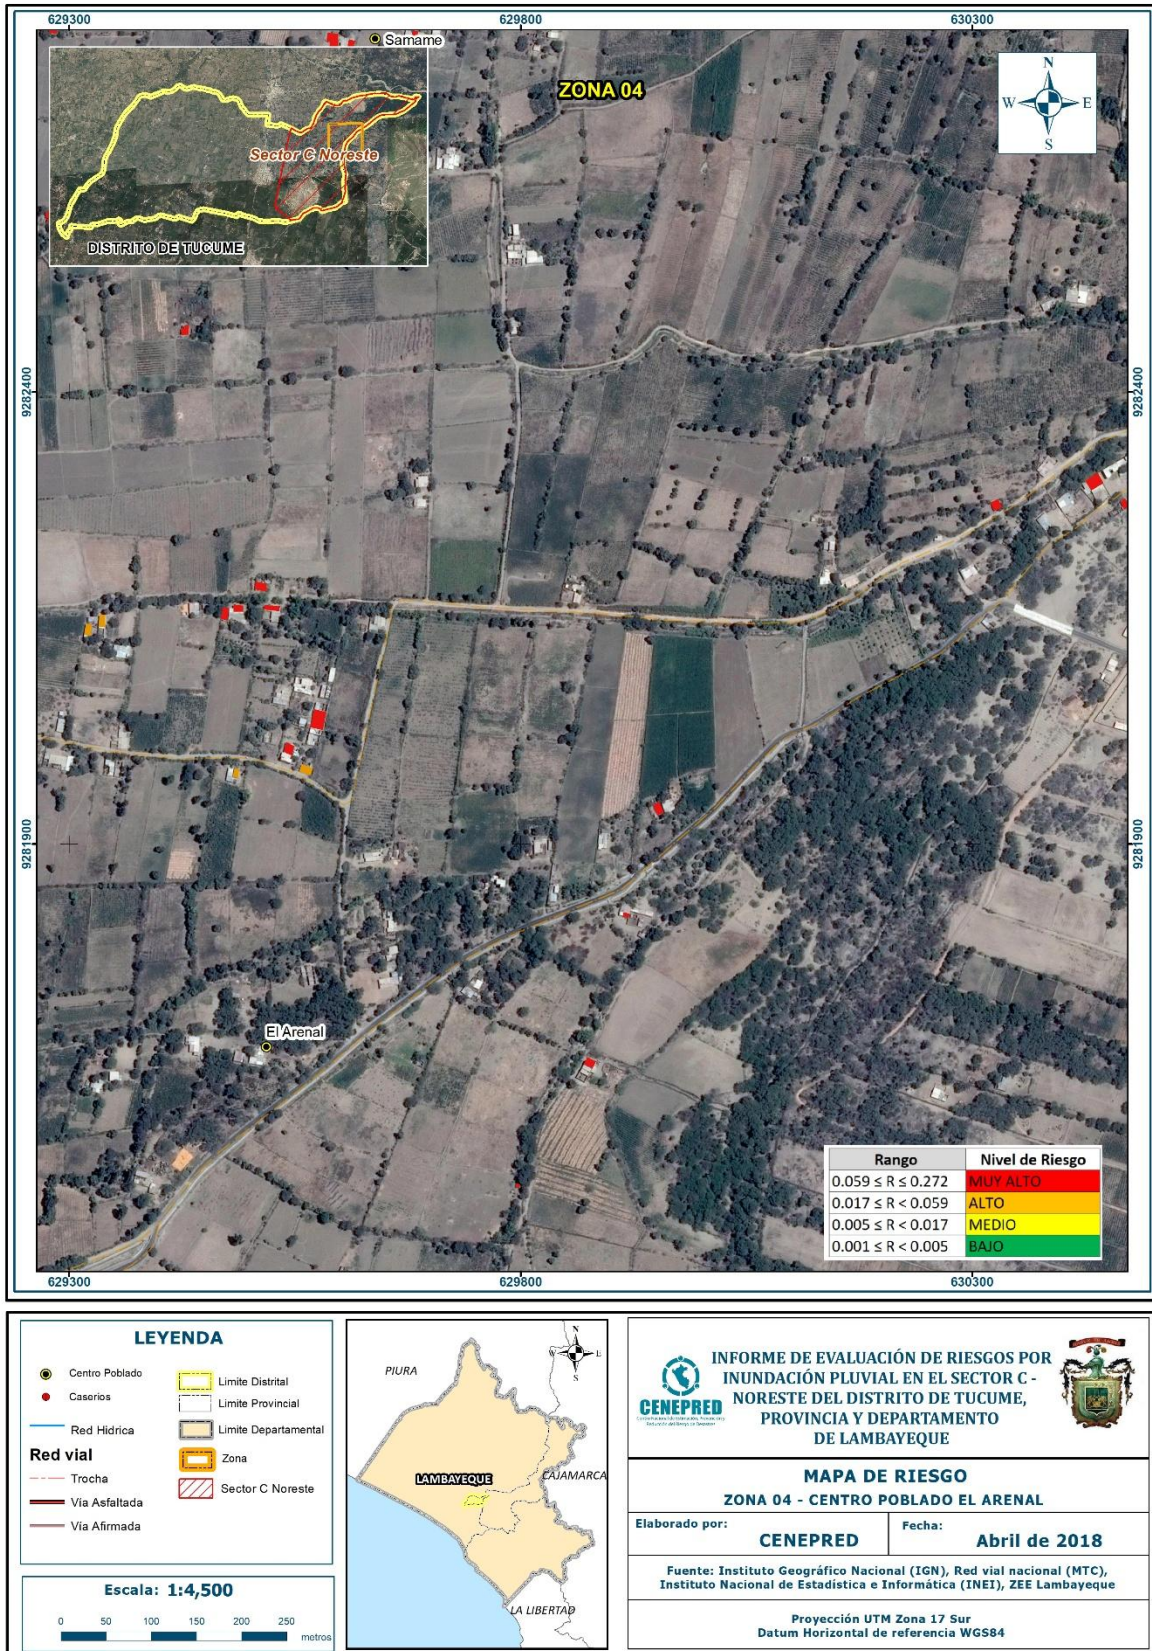 629300
629800
630300
Samame
ZONA 04
N
W E
S
Sector C Noreste
DISTRITO DE TUCUME
9282400
9282400
9281900
9281900
El Arenal
Rango Nivel de Riesgo
0.059 ≤ R ≤ 0.272 MUY ALTO
0.017 ≤ R < 0.059 ALTO
0.005 ≤ R < 0.017 MEDIO
0.001 ≤ R < 0.005 BAJO
629300
629800
630300
LEYENDA
Centro Poblado
Caserios
Red Hidrica
Red vial
Trocha
Vía Asfaltada
Vía Afirmada
Limite Distrital
Limite Provincial
Limite Departamental
Zona
Sector C Noreste
Escala: 1:4,500
0 50 100 150 200 250
metros
PIURA
N
W E
S
LAMBAYEQUE
CAJAMARCA
LA LIBERTAD
CENEPRED
INFORME DE EVALUACIÓN DE RIESGOS POR
INUNDACIÓN PLUVIAL EN EL SECTOR C -
NORESTE DEL DISTRITO DE TUCUME,
PROVINCIA Y DEPARTAMENTO
DE LAMBAYEQUE
MAPA DE RIESGO
ZONA 04 - CENTRO POBLADO EL ARENAL
Elaborado por:
CENEPRED
Fecha:
Abril de 2018
Fuente: Instituto Geográfico Nacional (IGN), Red vial nacional (MTC),
Instituto Nacional de Estadística e Informática (INEI), ZEE Lambayeque
Proyección UTM Zona 17 Sur
Datum Horizontal de referencia WGS84